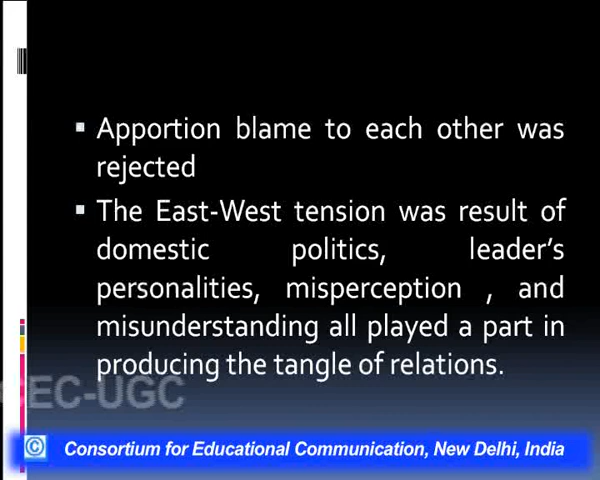 ▪ Apportion blame to each other was
rejected
▪ The East-West tension was result of
domestic politics, leader's
personalities, misperception , and
misunderstanding all played a part in
producing the tangle of relations.
CEC-UGC
© Consortium for Educational Communication, New Delhi, India